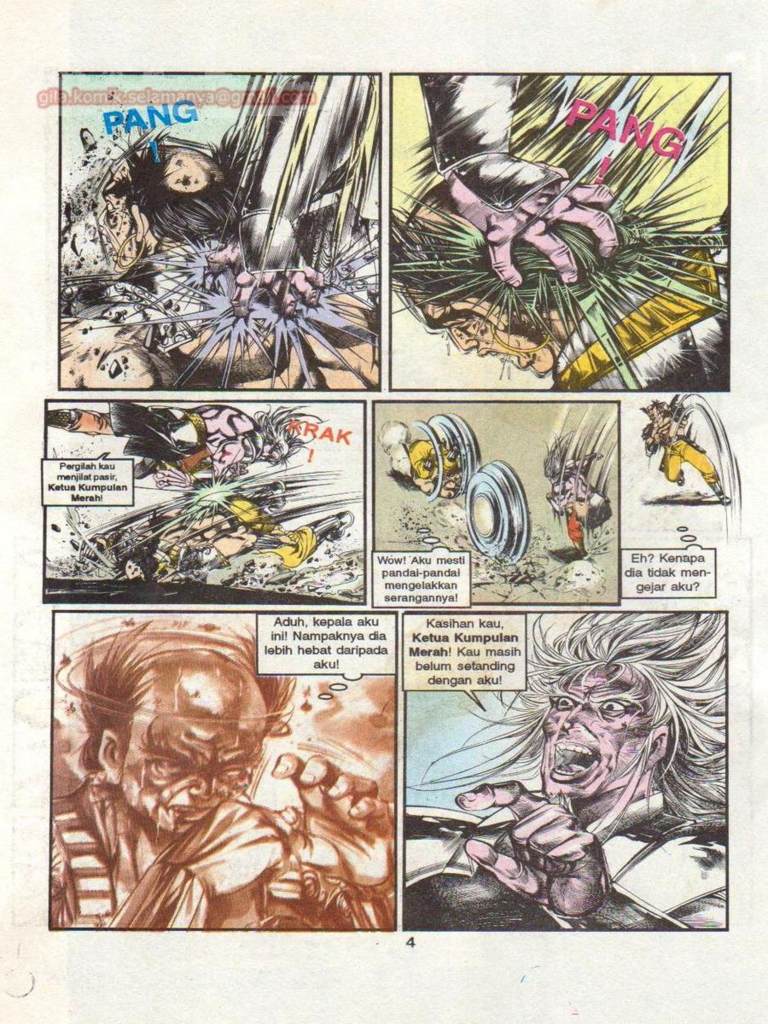 gila.komik.selamanya@gmail.com
PANG
!
PANG
!
KRAK
!
Pergilah kau
menjilat pasir,
Ketua Kumpulan
Merah!
Wow! Aku mesti
pandai-pandai
mengelakkan
serangannya!
Eh? Kenapa
dia tidak men-
gejar aku?
Aduh, kepala aku
ini! Nampaknya dia
lebih hebat daripada
aku!
Kasihan kau,
Ketua Kumpulan
Merah! Kau masih
belum setanding
dengan aku!
4